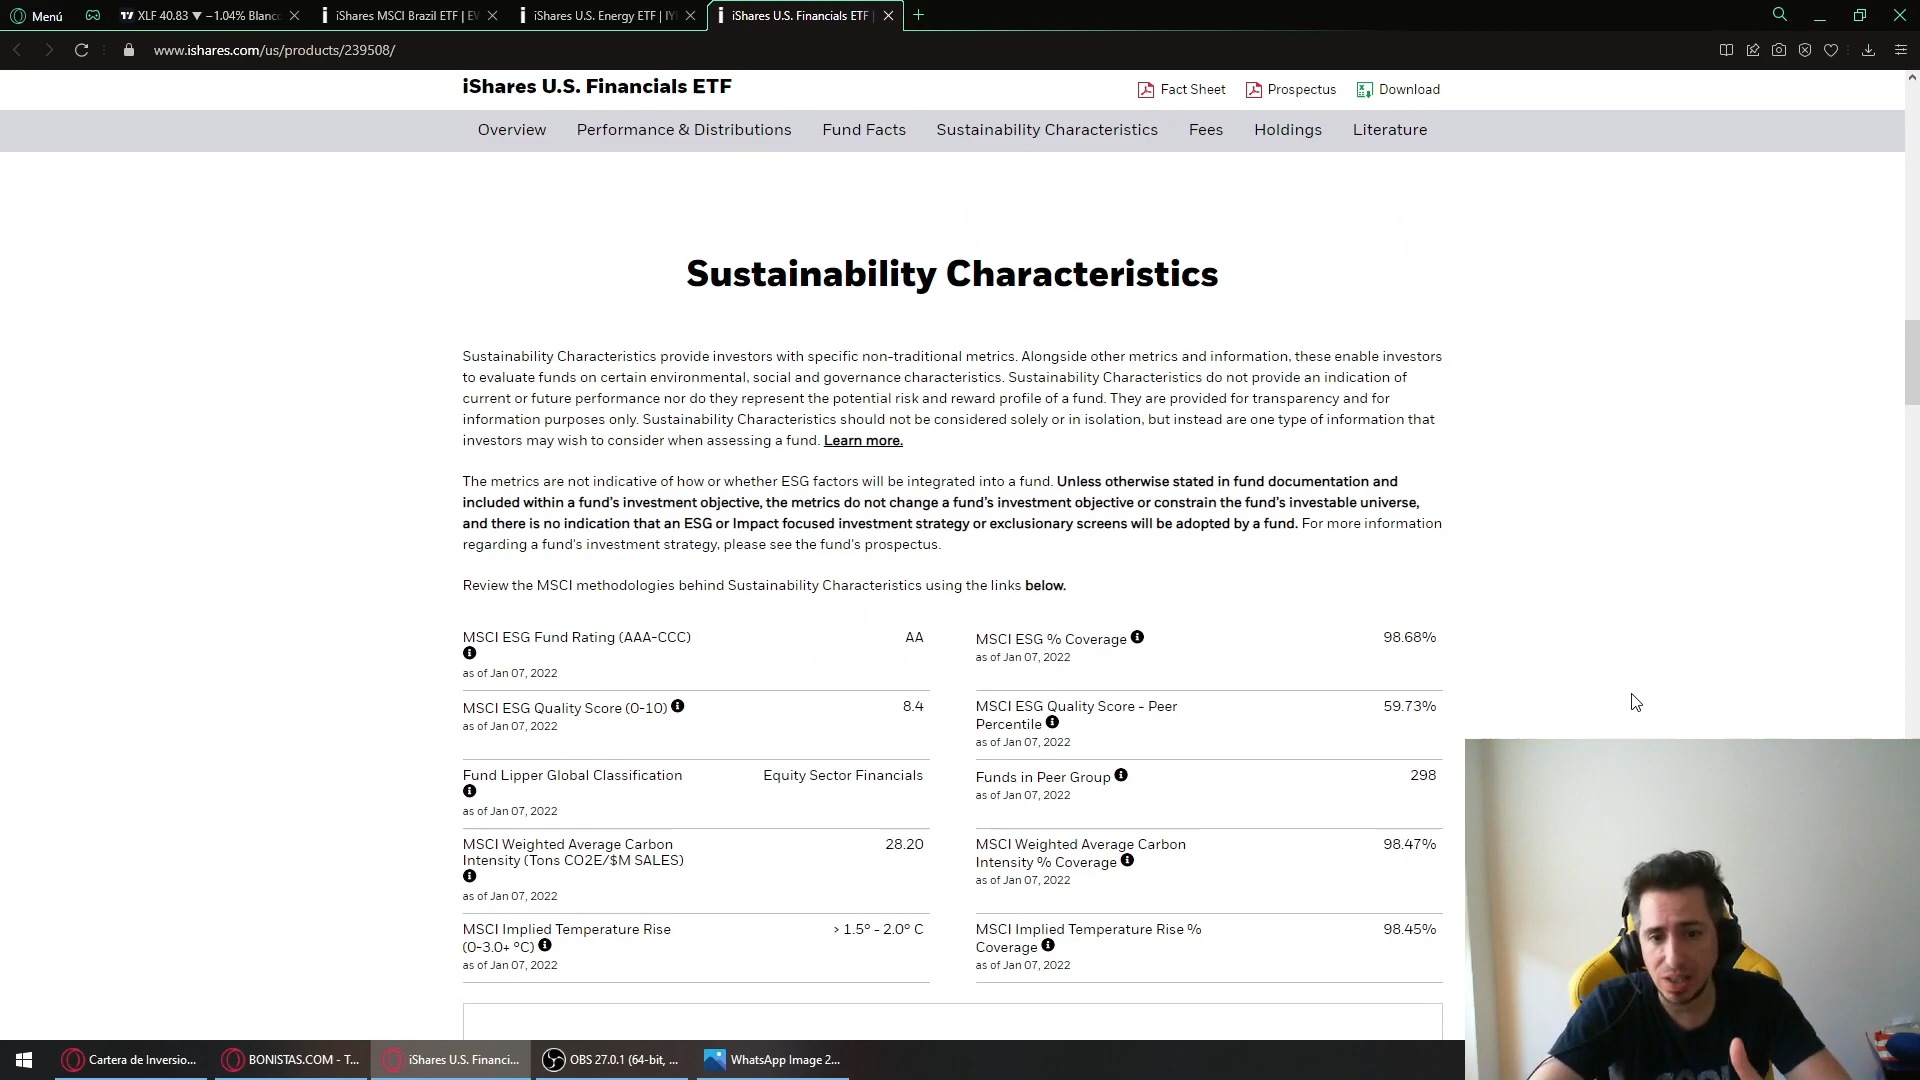 Menú
XLF 40.83 ▼ −1.04% Blanc
iShares MSCI Brazil ETF | EW
iShares U.S. Energy ETF | IY
iShares U.S. Financials ETF |
www.ishares.com/us/products/239508/
iShares U.S. Financials ETF
Fact Sheet
Prospectus
Download
Overview
Performance & Distributions
Fund Facts
Sustainability Characteristics
Fees
Holdings
Literature
Sustainability Characteristics
Sustainability Characteristics provide investors with specific non-traditional metrics. Alongside other metrics and information, these enable investors
to evaluate funds on certain environmental, social and governance characteristics. Sustainability Characteristics do not provide an indication of
current or future performance nor do they represent the potential risk and reward profile of a fund. They are provided for transparency and for
information purposes only. Sustainability Characteristics should not be considered solely or in isolation, but instead are one type of information that
investors may wish to consider when assessing a fund. Learn more.
The metrics are not indicative of how or whether ESG factors will be integrated into a fund. Unless otherwise stated in fund documentation and
included within a fund's investment objective, the metrics do not change a fund's investment objective or constrain the fund's investable universe,
and there is no indication that an ESG or Impact focused investment strategy or exclusionary screens will be adopted by a fund. For more information
regarding a fund's investment strategy, please see the fund's prospectus.
Review the MSCI methodologies behind Sustainability Characteristics using the links below.
MSCI ESG Fund Rating (AAA-CCC) AA
as of Jan 07, 2022
MSCI ESG % Coverage 98.68%
as of Jan 07, 2022
MSCI ESG Quality Score (0-10) 8.4
as of Jan 07, 2022
MSCI ESG Quality Score - Peer 59.73%
Percentile
as of Jan 07, 2022
Fund Lipper Global Classification Equity Sector Financials
as of Jan 07, 2022
Funds in Peer Group 298
as of Jan 07, 2022
MSCI Weighted Average Carbon 28.20
Intensity (Tons CO2E/$M SALES)
as of Jan 07, 2022
MSCI Weighted Average Carbon 98.47%
Intensity % Coverage
as of Jan 07, 2022
MSCI Implied Temperature Rise > 1.5° - 2.0° C
(0-3.0+ °C)
as of Jan 07, 2022
MSCI Implied Temperature Rise % 98.45%
Coverage
as of Jan 07, 2022
Cartera de Inversio...
BONISTAS.COM - T...
iShares U.S. Financi...
OBS 27.0.1 (64-bit, ...
WhatsApp Image 2...